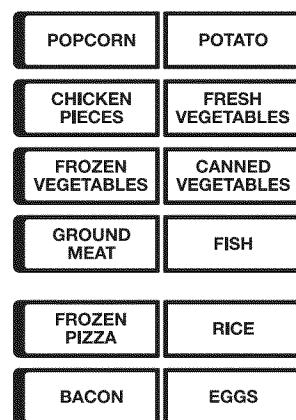 POPCORN
POTATO
CHICKEN
PIECES
FRESH
VEGETABLES
FROZEN
VEGETABLES
CANNED
VEGETABLES
GROUND
MEAT
FISH
FROZEN
PIZZA
RICE
BACON
EGGS